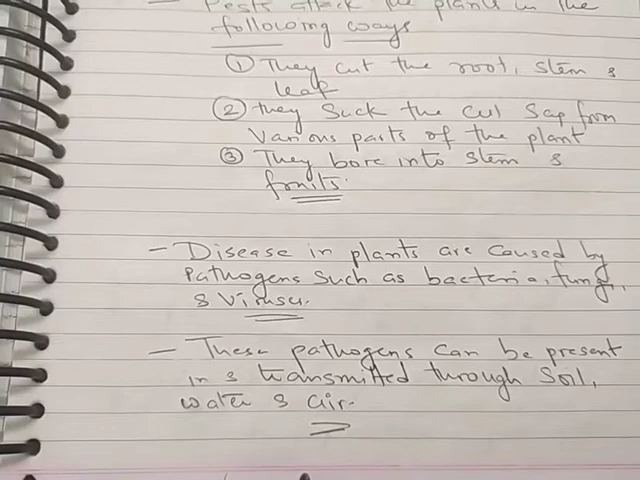 - Pests attack the plants in the
following ways
① They cut the root, stem &
leaf
② They suck the cell sap from
Various parts of the plant
③ They bore into stem &
fruits.
- Disease in plants are caused by
pathogens such as bacteria, fungi,
& viruses.
- These pathogens can be present
in & transmitted through soil,
water & air.